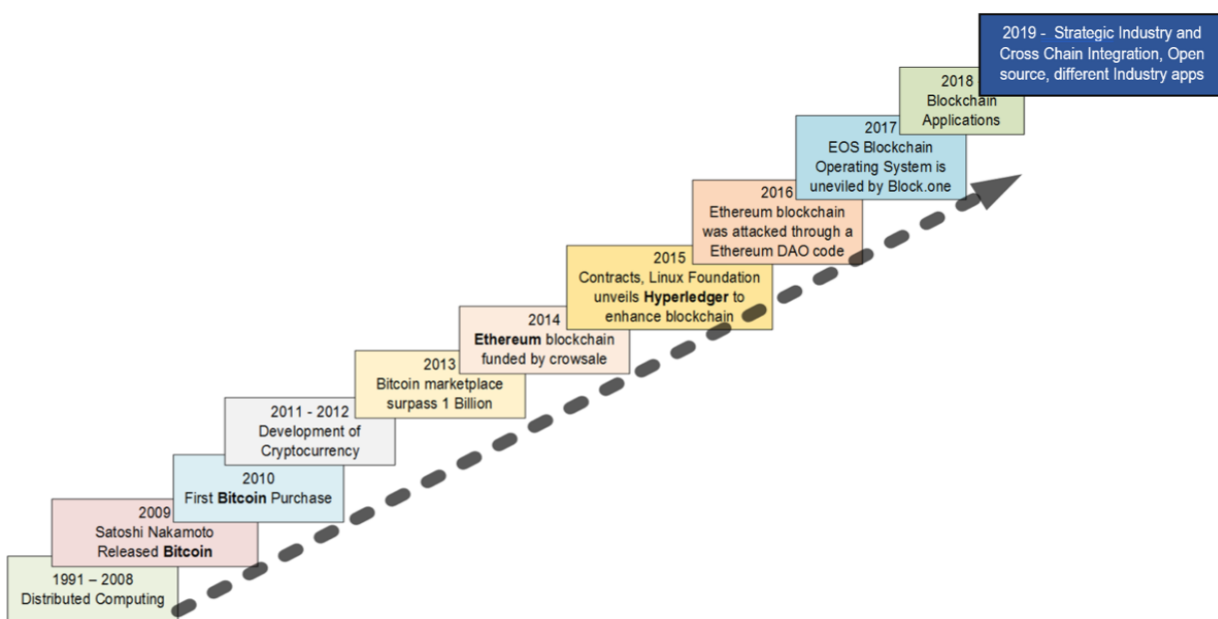 1991 – 2008
Distributed Computing
2009
Satoshi Nakamoto
Released Bitcoin
2010
First Bitcoin Purchase
2011 - 2012
Development of
Cryptocurrency
2013
Bitcoin marketplace
surpass 1 Billion
2014
Ethereum blockchain
funded by crowsale
2015
Contracts, Linux Foundation
unveils Hyperledger to
enhance blockchain
2016
Ethereum blockchain
was attacked through a
Ethereum DAO code
2017
EOS Blockchain
Operating System is
uneviled by Block.one
2018
Blockchain
Applications
2019 - Strategic Industry and
Cross Chain Integration, Open
source, different Industry apps